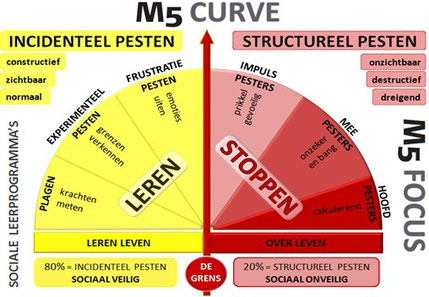 M5 CURVE
INCIDENTEEL PESTEN
constructief
zichtbaar
normaal
STRUCTUREEL PESTEN
onzichtbaar
destructief
dreigend
SOCIALE LEERPROGRAMMA'S
PLAGEN
krachten
meten
EXPERIMENTEEL
PESTEN
grenzen
verkennen
FRUSTRATIE
PESTEN
emoties
uiten
IMPULS
PESTERS
prikkel
gevoelig
MEE
PESTERS
onzeker
en bang
HOOFD
PESTERS
calculerend
LEREN
STOPPEN
M5 FOCUS
LEREN LEVEN
OVER LEVEN
80% = INCIDENTEEL PESTEN
SOCIAAL VEILIG
DE
GRENS
20% = STRUCTUREEL PESTEN
SOCIAAL ONVEILIG